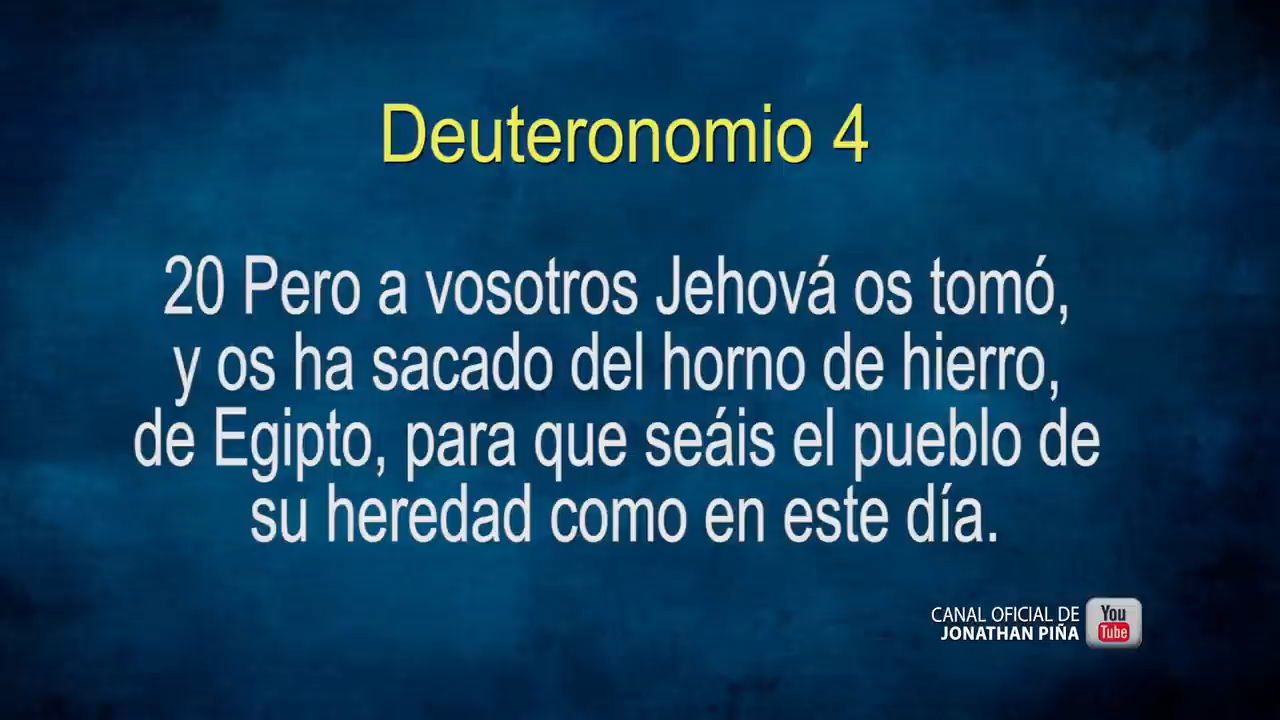 Deuteronomio 4
20 Pero a vosotros Jehová os tomó,
y os ha sacado del horno de hierro,
de Egipto, para que seáis el pueblo de
su heredad como en este día.
CANAL OFICIAL DE
JONATHAN PIÑA
You
Tube